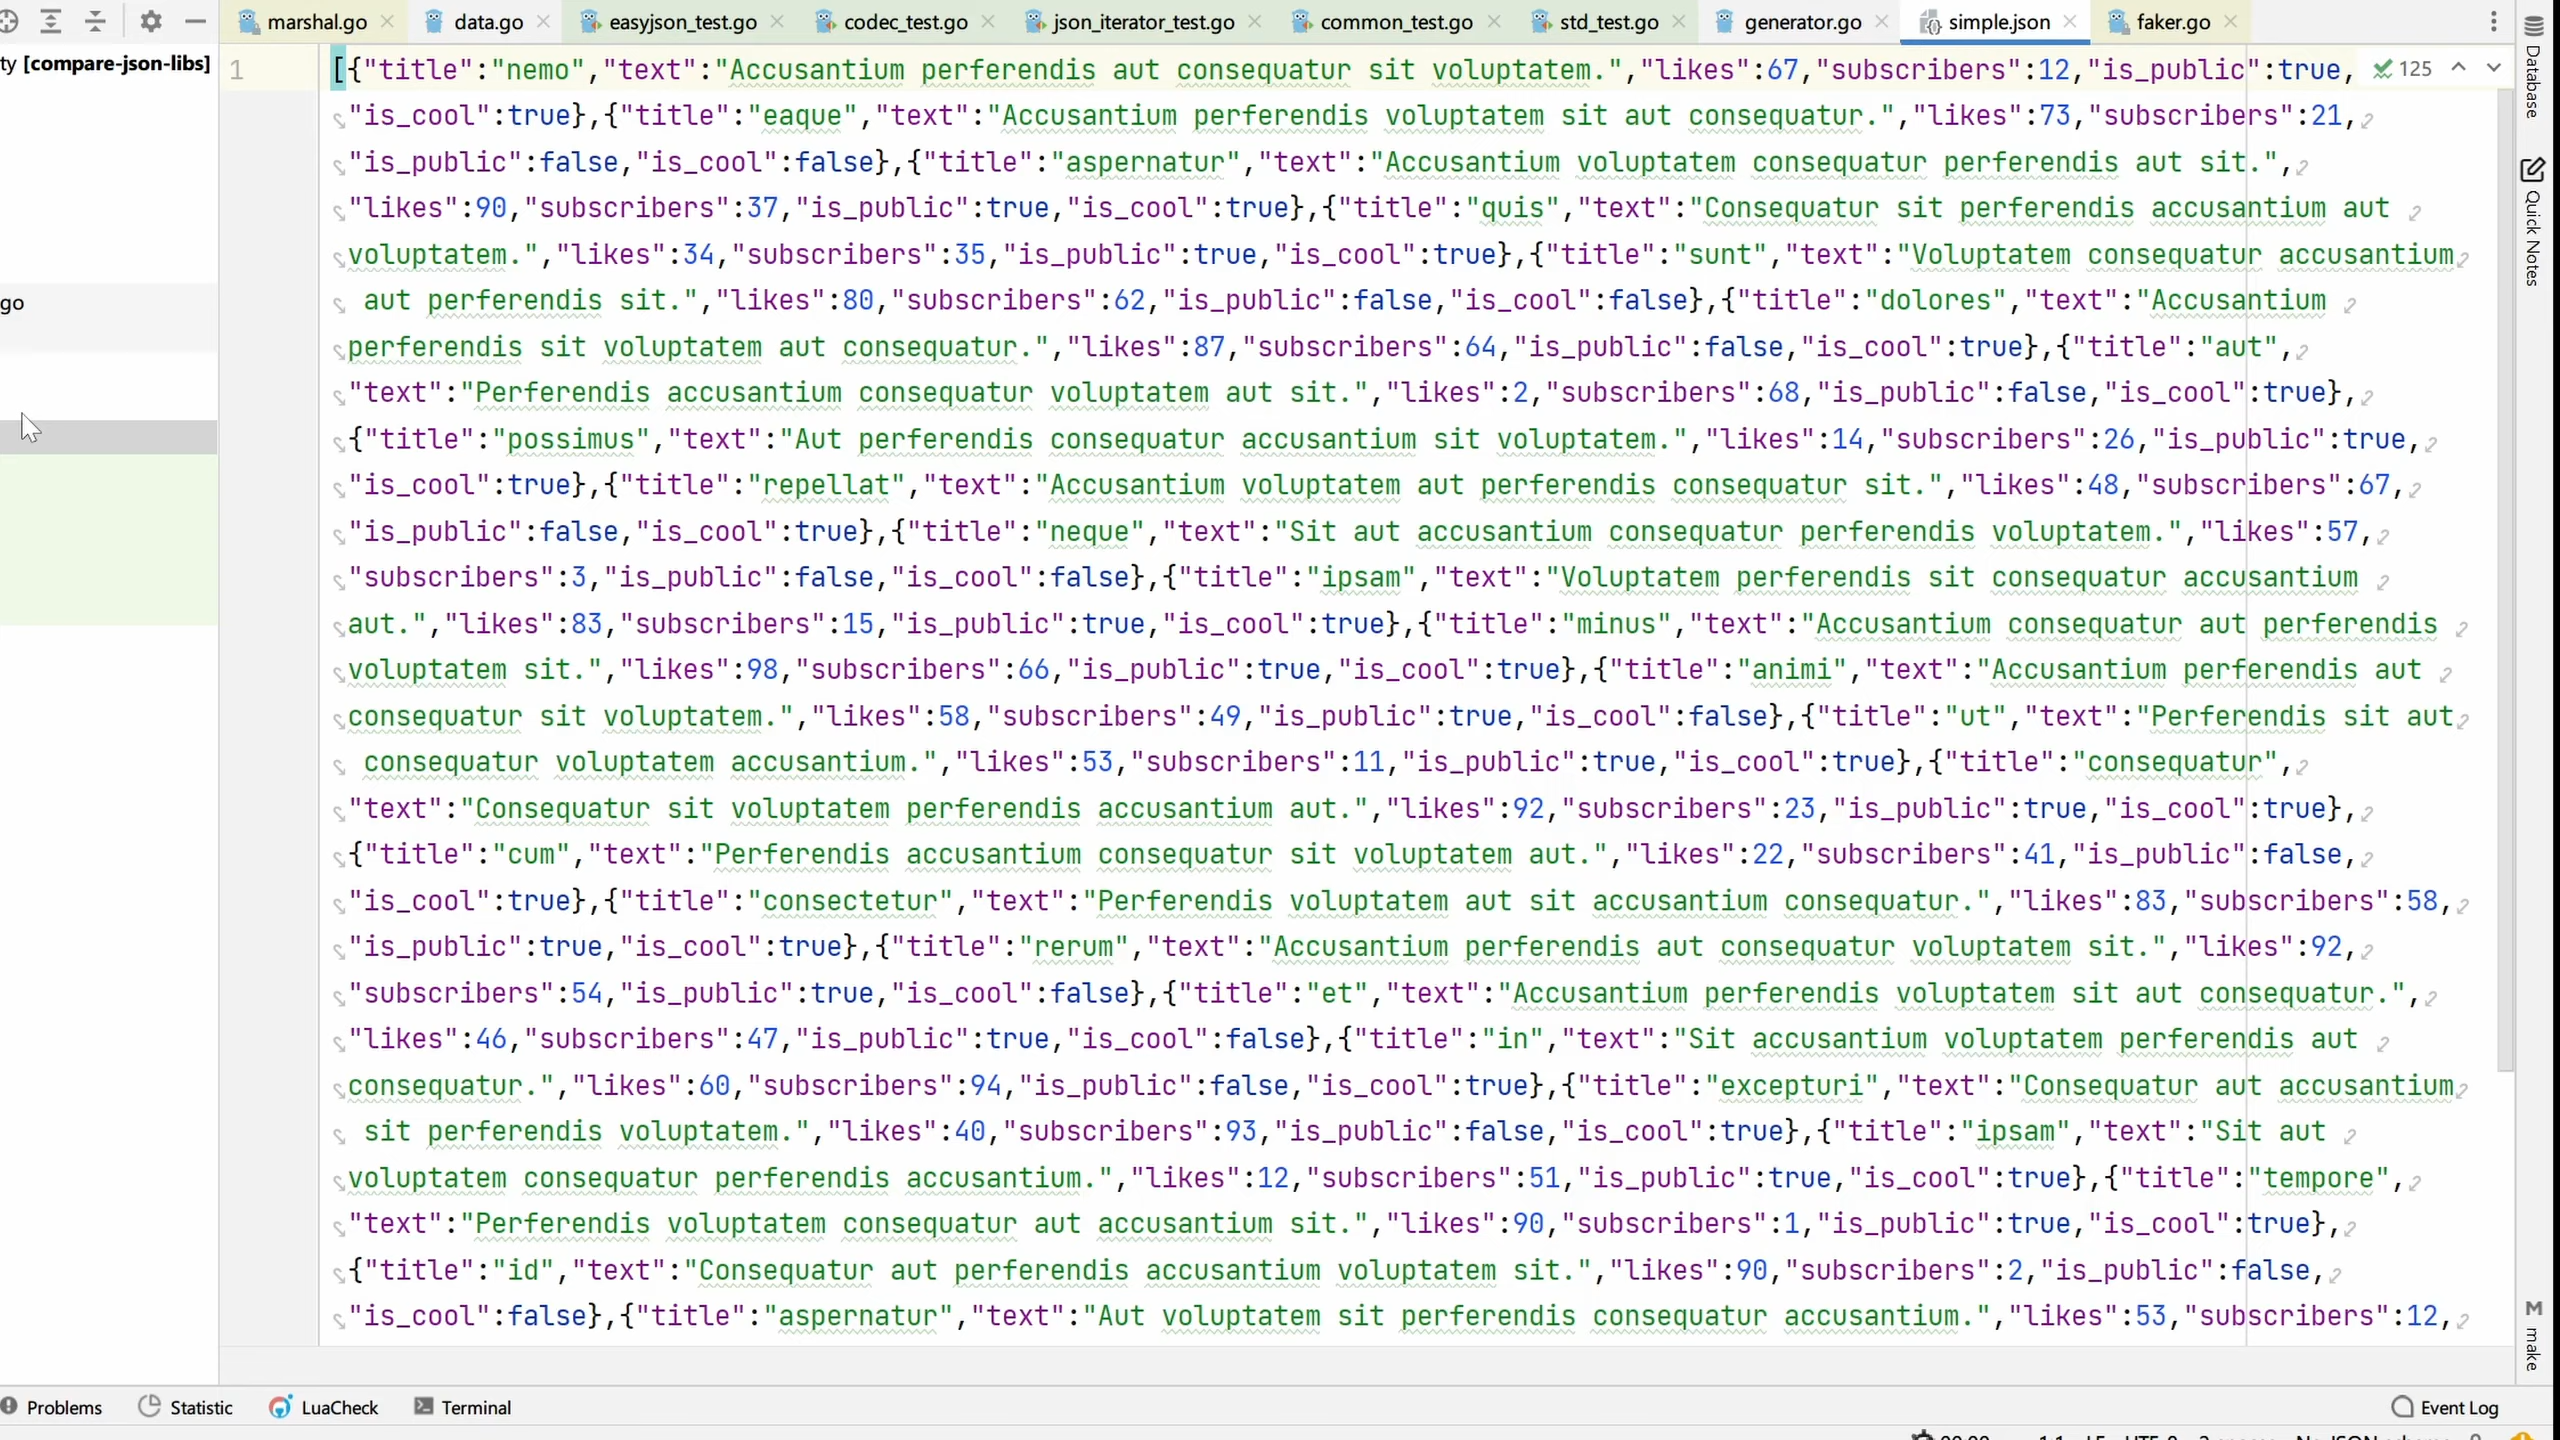 marshal.go
data.go
easyjson_test.go
codec_test.go
json_iterator_test.go
common_test.go
std_test.go
generator.go
simple.json
faker.go
ty [compare-json-libs]
go
1
[{"title":"nemo","text":"Accusantium perferendis aut consequatur sit voluptatem.","likes":67,"subscribers":12,"is_public":true,
125
"is_cool":true},{"title":"eaque","text":"Accusantium perferendis voluptatem sit aut consequatur.","likes":73,"subscribers":21,
"is_public":false,"is_cool":false},{"title":"aspernatur","text":"Accusantium voluptatem consequatur perferendis aut sit.",
"likes":90,"subscribers":37,"is_public":true,"is_cool":true},{"title":"quis","text":"Consequatur sit perferendis accusantium aut
voluptatem.","likes":34,"subscribers":35,"is_public":true,"is_cool":true},{"title":"sunt","text":"Voluptatem consequatur accusantium
aut perferendis sit.","likes":80,"subscribers":62,"is_public":false,"is_cool":false},{"title":"dolores","text":"Accusantium
perferendis sit voluptatem aut consequatur.","likes":87,"subscribers":64,"is_public":false,"is_cool":true},{"title":"aut",
"text":"Perferendis accusantium consequatur voluptatem aut sit.","likes":2,"subscribers":68,"is_public":false,"is_cool":true},
{"title":"possimus","text":"Aut perferendis consequatur accusantium sit voluptatem.","likes":14,"subscribers":26,"is_public":true,
"is_cool":true},{"title":"repellat","text":"Accusantium voluptatem aut perferendis consequatur sit.","likes":48,"subscribers":67,
"is_public":false,"is_cool":true},{"title":"neque","text":"Sit aut accusantium consequatur perferendis voluptatem.","likes":57,
"subscribers":3,"is_public":false,"is_cool":false},{"title":"ipsam","text":"Voluptatem perferendis sit consequatur accusantium
aut.","likes":83,"subscribers":15,"is_public":true,"is_cool":true},{"title":"minus","text":"Accusantium consequatur aut perferendis
voluptatem sit.","likes":98,"subscribers":66,"is_public":true,"is_cool":true},{"title":"animi","text":"Accusantium perferendis aut
consequatur sit voluptatem.","likes":58,"subscribers":49,"is_public":true,"is_cool":false},{"title":"ut","text":"Perferendis sit aut
consequatur voluptatem accusantium.","likes":53,"subscribers":11,"is_public":true,"is_cool":true},{"title":"consequatur",
"text":"Consequatur sit voluptatem perferendis accusantium aut.","likes":92,"subscribers":23,"is_public":true,"is_cool":true},
{"title":"cum","text":"Perferendis accusantium consequatur sit voluptatem aut.","likes":22,"subscribers":41,"is_public":false,
"is_cool":true},{"title":"consectetur","text":"Perferendis voluptatem aut sit accusantium consequatur.","likes":83,"subscribers":58,
"is_public":true,"is_cool":true},{"title":"rerum","text":"Accusantium perferendis aut consequatur voluptatem sit.","likes":92,
"subscribers":54,"is_public":true,"is_cool":false},{"title":"et","text":"Accusantium perferendis voluptatem sit aut consequatur.",
"likes":46,"subscribers":47,"is_public":true,"is_cool":false},{"title":"in","text":"Sit accusantium voluptatem perferendis aut
consequatur.","likes":60,"subscribers":94,"is_public":false,"is_cool":true},{"title":"excepturi","text":"Consequatur aut accusantium
sit perferendis voluptatem.","likes":40,"subscribers":93,"is_public":false,"is_cool":true},{"title":"ipsam","text":"Sit aut
voluptatem consequatur perferendis accusantium.","likes":12,"subscribers":51,"is_public":true,"is_cool":true},{"title":"tempore",
"text":"Perferendis voluptatem consequatur aut accusantium sit.","likes":90,"subscribers":1,"is_public":true,"is_cool":true},
{"title":"id","text":"Consequatur aut perferendis accusantium voluptatem sit.","likes":90,"subscribers":2,"is_public":false,
"is_cool":false},{"title":"aspernatur","text":"Aut voluptatem sit perferendis consequatur accusantium.","likes":53,"subscribers":12,
Database
Quick Notes
M make
Problems
Statistic
LuaCheck
Terminal
Event Log